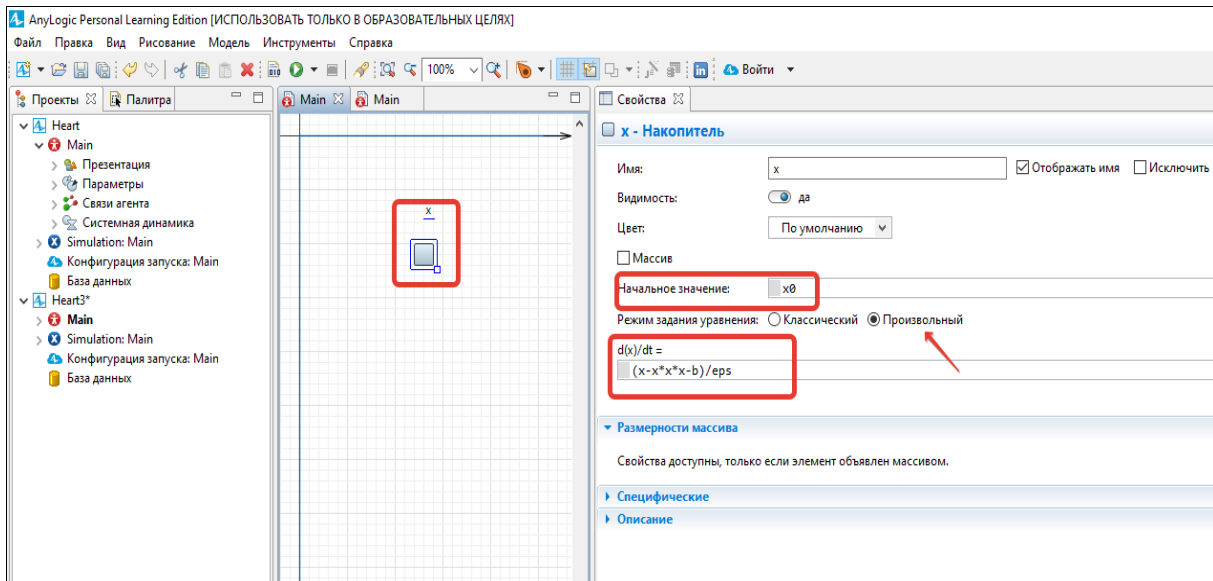 AnyLogic Personal Learning Edition [ИСПОЛЬЗОВАТЬ ТОЛЬКО В ОБРАЗОВАТЕЛЬНЫХ ЦЕЛЯХ]
Файл Правка Вид Рисование Модель Инструменты Справка
100% Войти
Проекты Палитра
Main Main
Свойства
Heart
Main
Презентация
Параметры
Связи агента
Системная динамика
Simulation: Main
Конфигурация запуска: Main
База данных
Heart3*
Main
Simulation: Main
Конфигурация запуска: Main
База данных
x
x - Накопитель
Имя: x Отображать имя Исключить
Видимость: да
Цвет: По умолчанию
Массив
Начальное значение: x0
Режим задания уравнения: Классический Произвольный
d(x)/dt =
(x-x*x*x-b)/eps
Размерности массива
Свойства доступны, только если элемент объявлен массивом.
Специфические
Описание